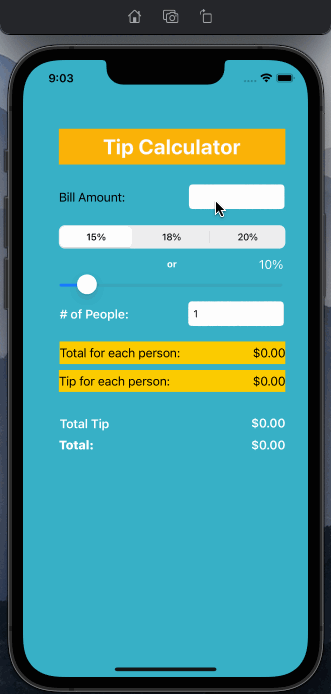 9:03
Tip Calculator
Bill Amount:
15% 18% 20%
or 10%
# of People: 1
Total for each person: $0.00
Tip for each person: $0.00
Total Tip $0.00
Total: $0.00